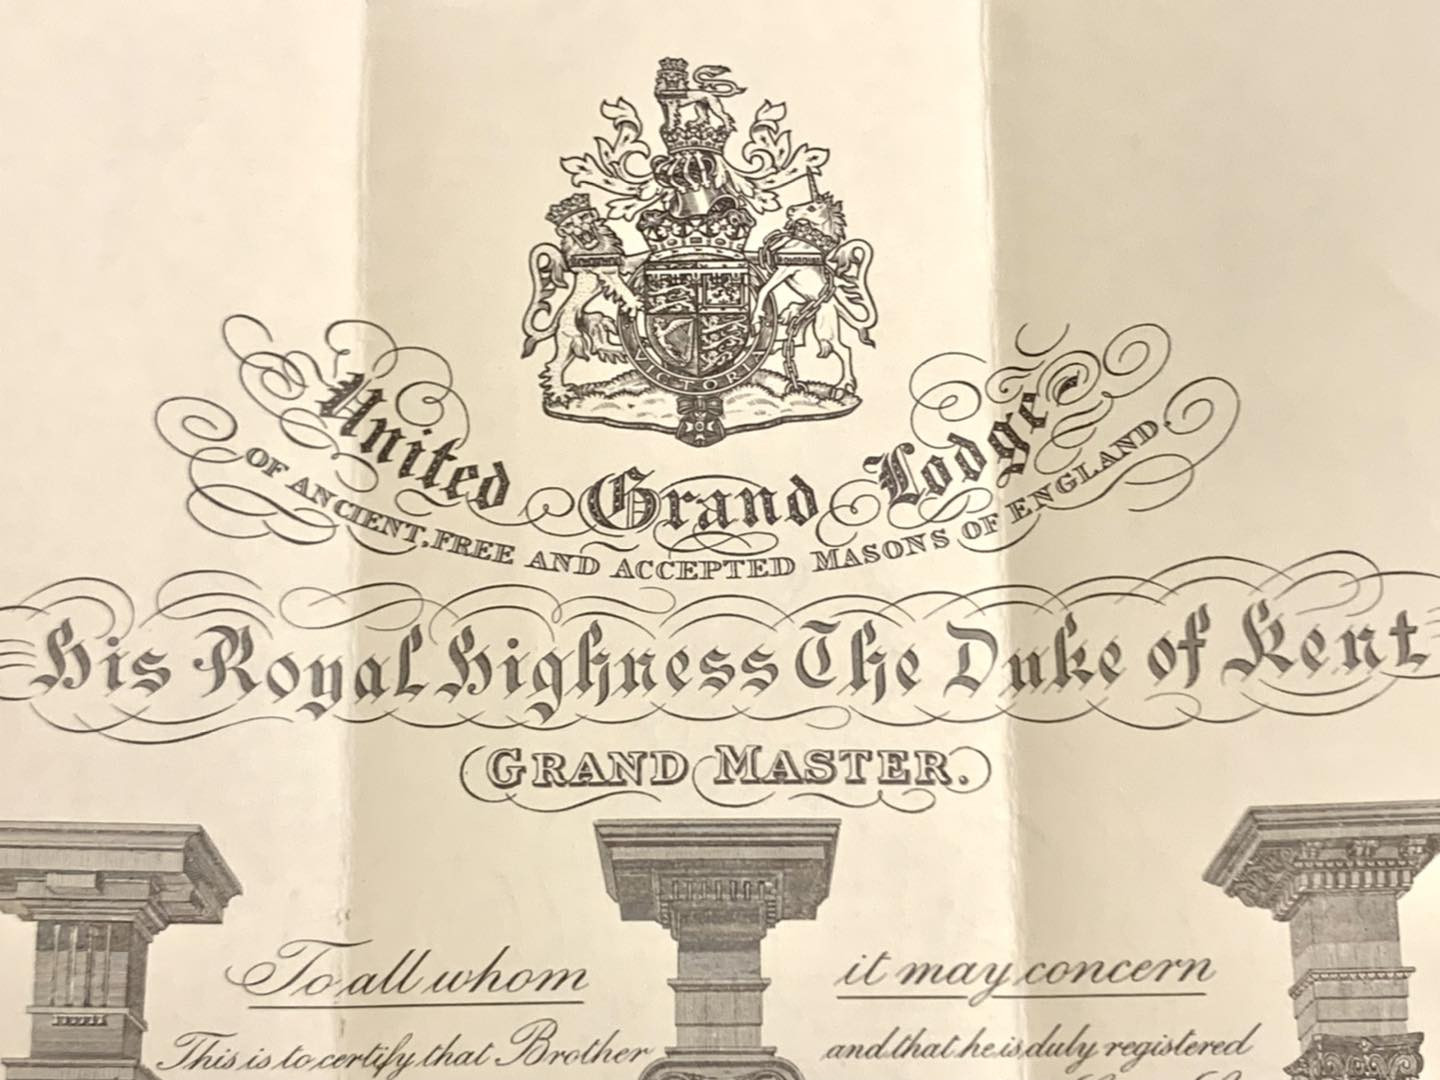 VICTORIA
United Grand Lodge
OF ANCIENT, FREE AND ACCEPTED MASONS OF ENGLAND.
His Royal Highness The Duke of Kent
GRAND MASTER.
To all whom it may concern
This is to certify that Brother and that he is duly registered